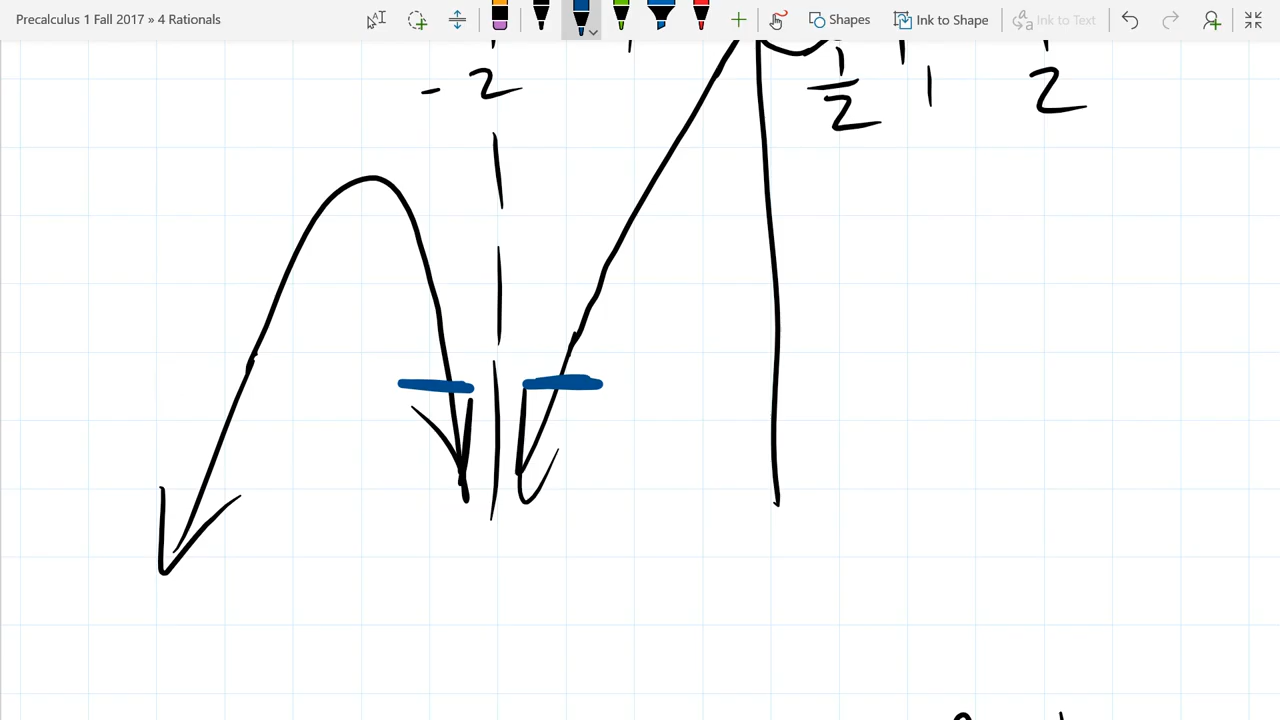 Precalculus 1 Fall 2017 » 4 Rationals
Shapes
Ink to Shape
Ink to Text
- 2
1/2
1
2